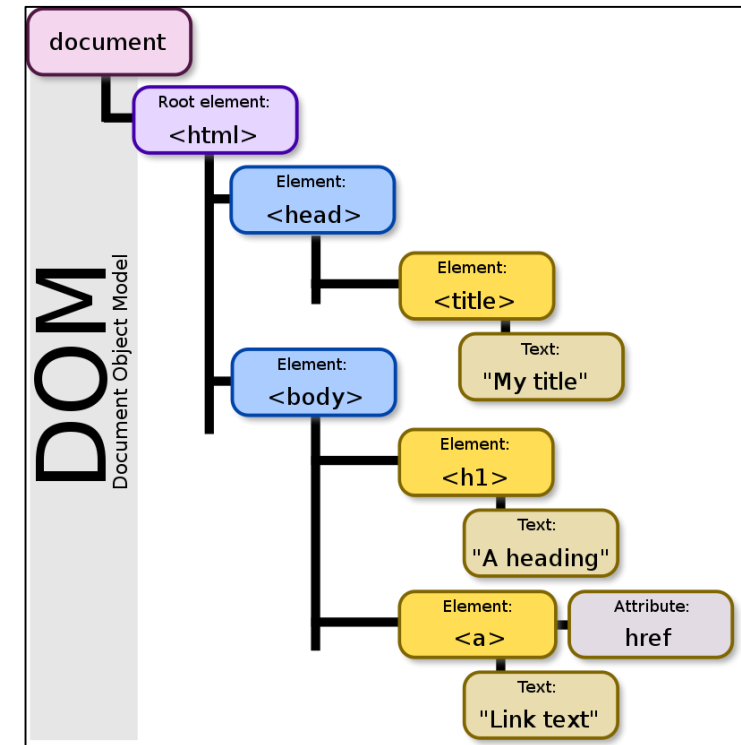 document
Root element:
<html>
Element:
<head>
Element:
<title>
Text:
"My title"
Element:
<body>
Element:
<h1>
Text:
"A heading"
Element:
<a>
Attribute:
href
Text:
"Link text"
DOM
Document Object Model